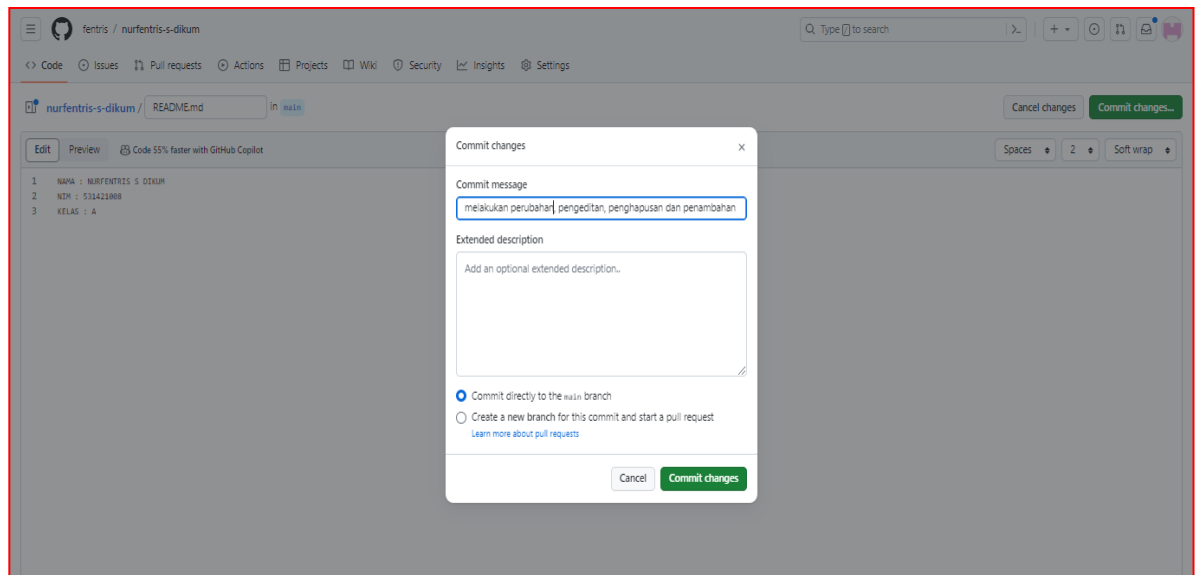 fentris / nurfentris-s-dikum
Type / to search
Code Issues Pull requests Actions Projects Wiki Security Insights Settings
nurfentris-s-dikum / README.md in main
Cancel changes Commit changes...
Edit Preview Code 55% faster with GitHub Copilot
Spaces 2 Soft wrap
1 NAMA : NURFENTRIS S DIKUM
2 NIM : 531421008
3 KELAS : A
Commit changes
Commit message
melakukan perubahan, pengeditan, penghapusan dan penambahan
Extended description
Add an optional extended description..
Commit directly to the main branch
Create a new branch for this commit and start a pull request
Learn more about pull requests
Cancel Commit changes